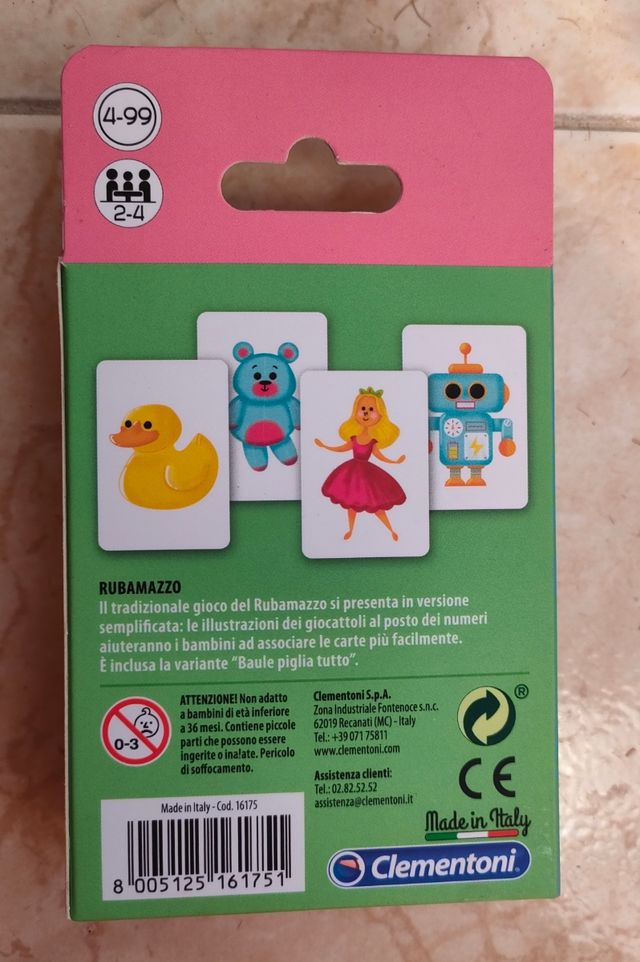 4-99
2-4
RUBAMAZZO
Il tradizionale gioco del Rubamazzo si presenta in versione
semplificata: le illustrazioni dei giocattoli al posto dei numeri
aiuteranno i bambini ad associare le carte più facilmente.
È inclusa la variante "Baule piglia tutto".
0-3
ATTENZIONE! Non adatto
a bambini di età inferiore
a 36 mesi. Contiene piccole
parti che possono essere
ingerite o inalate. Pericolo
di soffocamento.
Clementoni S.p.A.
Zona Industriale Fontenoce s.n.c.
62019 Recanati (MC) - Italy
Tel.: +39 071 75811
www.clementoni.com
Assistenza clienti:
Tel.: 02.82.52.52
assistenza@clementoni.it
®
CE
Made in Italy
Clementoni
Made in Italy - Cod. 16175
8 005125 161751